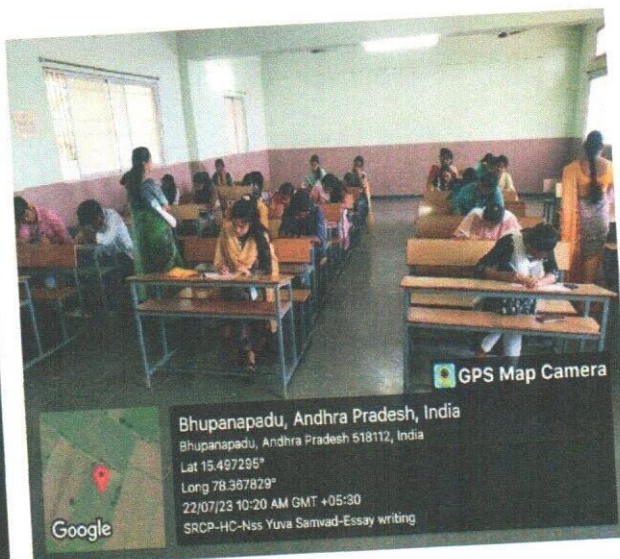 GPS Map Camera
Bhupanapadu, Andhra Pradesh, India
Bhupanapadu, Andhra Pradesh 518112, India
Lat 15.497295°
Long 78.367829°
22/07/23 10:20 AM GMT +05:30
SRCP-HC-Nss Yuva Samvad-Essay writing
Google